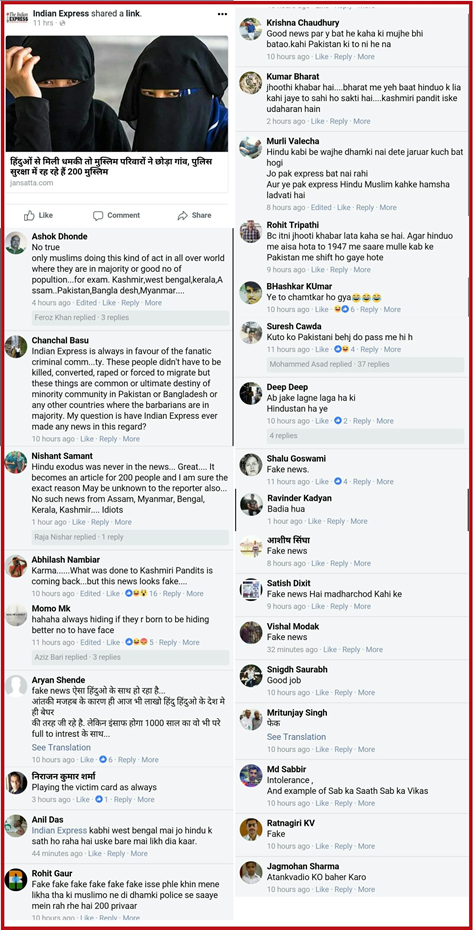 The Indian
EXPRESS
Indian Express shared a link.
11 hrs
हिंदुओं से मिली धमकी तो मुस्लिम परिवारों ने छोड़ा गांव, पुलिस
सुरक्षा में रह रहे हैं 200 मुस्लिम
jansatta.com
Like Comment Share
Ashok Dhonde
No true
only muslims doing this kind of act in all over world
where they are in majority or good no of
popultion...for exam. Kashmir,west bengal,kerala,A
ssam..Pakistan,Bangla desh,Myanmar....
4 hours ago · Edited · Like · Reply · More
Feroz Khan replied · 3 replies
Chanchal Basu
Indian Express is always in favour of the fanatic
criminal comm...ty. These people didn't have to be
killed, converted, raped or forced to migrate but
these things are common or ultimate destiny of
minority community in Pakistan or Bangladesh or
any other countries where the barbarians are in
majority. My question is have Indian Express ever
made any news in this regard?
10 hours ago · Like · Reply · More
Nishant Samant
Hindu exodus was never in the news... Great.... It
becomes an article for 200 people and I am sure the
exact reason May be unknown to the reporter also...
No such news from Assam, Myanmar, Bengal,
Kerala, Kashmir.... Idiots
1 hour ago · Like · Reply · More
Raja Nishar replied · 1 reply
Abhilash Nambiar
Karma......What was done to Kashmiri Pandits is
coming back...but this news looks fake....
10 hours ago · Edited · Like · 16 · Reply · More
Momo Mk
hahaha always hiding if they r born to be hiding
better no to have face
11 hours ago · Edited · Like · 5 · Reply · More
Aziz Bari replied · 3 replies
Aryan Shende
fake news ऐसा हिंदुओ के साथ हो रहा है...
आंतकी मजहब के कारण ही आज भी लाखो हिंदु हिंदुओ के देश मे
ही बेघर
की तरह जी रहे है. लेकिन इंसाफ होगा 1000 साल का वो भी परे
full to intrest के साथ...
See Translation
10 hours ago · Like · 6 · Reply · More
निराजन कुमार शर्मा
Playing the victim card as always
3 hours ago · Like · 1 · Reply · More
Anil Das
Indian Express kabhi west bengal mai jo hindu k
sath ho raha hai uske bare mai likh dia kaar.
44 minutes ago · Like · Reply · More
Rohit Gaur
Fake fake fake fake fake fake isse phle khin mene
likha tha ki muslimo ne di dhamki police se saaye
mein rah rhe hai 200 privaar
10 hours ago · Like · Reply · More
Krishna Chaudhury
Good news par y bat he kaha ki mujhe bhi
batao.kahi Pakistan ki to ni he na
10 hours ago · Like · Reply · More
Kumar Bharat
jhoothi khabar hai....bharat me yeh baat hinduo k lia
kahi jaye to sahi ho sakti hai....kashmiri pandit iske
udaharan hain
2 hours ago · Like · Reply · More
Murli Valecha
Hindu kabi be wajhe dhamki nai dete jaruar kuch bat
hogi
Jo pak express bat nai rahi
Aur ye pak express Hindu Muslim kahke hamsha
ladvati hai
8 hours ago · Edited · Like · Reply · More
Rohit Tripathi
Bc itni jhooti khabar lata kaha se hai. Agar hinduo
me aisa hota to 1947 me saare mulle kab ke
Pakistan me shift ho gaye hote
9 hours ago · Like · Reply · More
BHashkar KUmar
Ye to chamtkar ho gya😂😂😂
10 hours ago · Like · 6 · Reply · More
Suresh Cawda
Kuto ko Pakistani behj do pass me hi h
11 hours ago · Like · 4 · Reply · More
Mohammed Asad replied · 37 replies
Deep Deep
Ab jake lagne laga ha ki
Hindustan ha ye
10 hours ago · Like · 2 · Reply · More
4 replies
Shalu Goswami
Fake news.
11 hours ago · Like · 4 · Reply · More
Ravinder Kadyan
Badia hua
1 hour ago · Like · Reply · More
आशीष सिंघा
Fake news
8 hours ago · Like · Reply · More
Satish Dixit
Fake news Hai madharchod Kahi ke
9 hours ago · Like · Reply · More
Vishal Modak
Fake news
32 minutes ago · Like · Reply · More
Snigdh Saurabh
Good job
10 hours ago · Like · Reply · More
Mritunjay Singh
फेक
See Translation
10 hours ago · Like · Reply · More
Md Sabbir
Intolerance ,
And example of Sab ka Saath Sab ka Vikas
10 hours ago · Like · Reply · More
Ratnagiri KV
Fake
10 hours ago · Like · Reply · More
Jagmohan Sharma
Atankvadio KO baher Karo
10 hours ago · Like · Reply · More